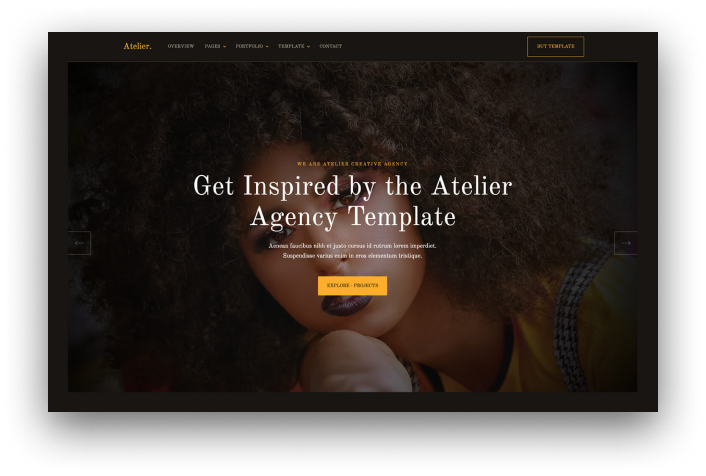 Atelier.
OVERVIEW PAGES PORTFOLIO TEMPLATE CONTACT
BUY TEMPLATE
WE ARE ATELIER CREATIVE AGENCY
Get Inspired by the Atelier
Agency Template
Aenean faucibus nibh et justo cursus id rutrum lorem imperdiet.
Suspendisse varius enim in eros elementum tristique.
EXPLORE - PROJECTS